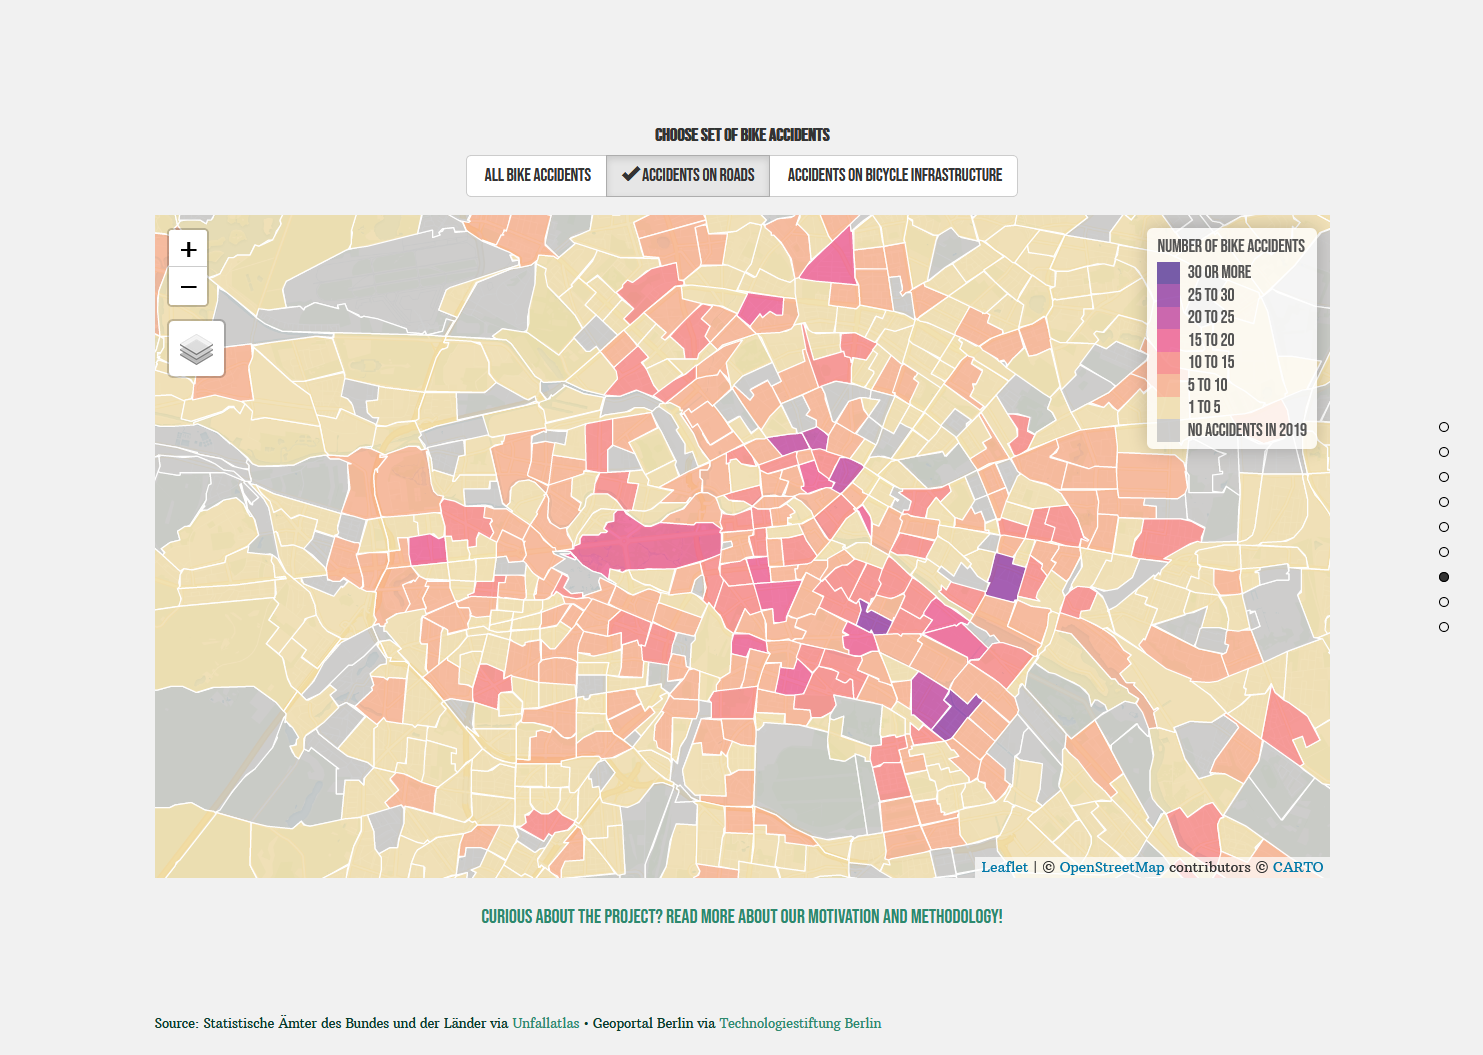 CHOOSE SET OF BIKE ACCIDENTS
ALL BIKE ACCIDENTS
ACCIDENTS ON ROADS
ACCIDENTS ON BICYCLE INFRASTRUCTURE
+
−
NUMBER OF BIKE ACCIDENTS
30 OR MORE
25 TO 30
20 TO 25
15 TO 20
10 TO 15
5 TO 10
1 TO 5
NO ACCIDENTS IN 2019
Leaflet | © OpenStreetMap contributors © CARTO
CURIOUS ABOUT THE PROJECT? READ MORE ABOUT OUR MOTIVATION AND METHODOLOGY!
Source: Statistische Ämter des Bundes und der Länder via Unfallatlas • Geoportal Berlin via Technologiestiftung Berlin